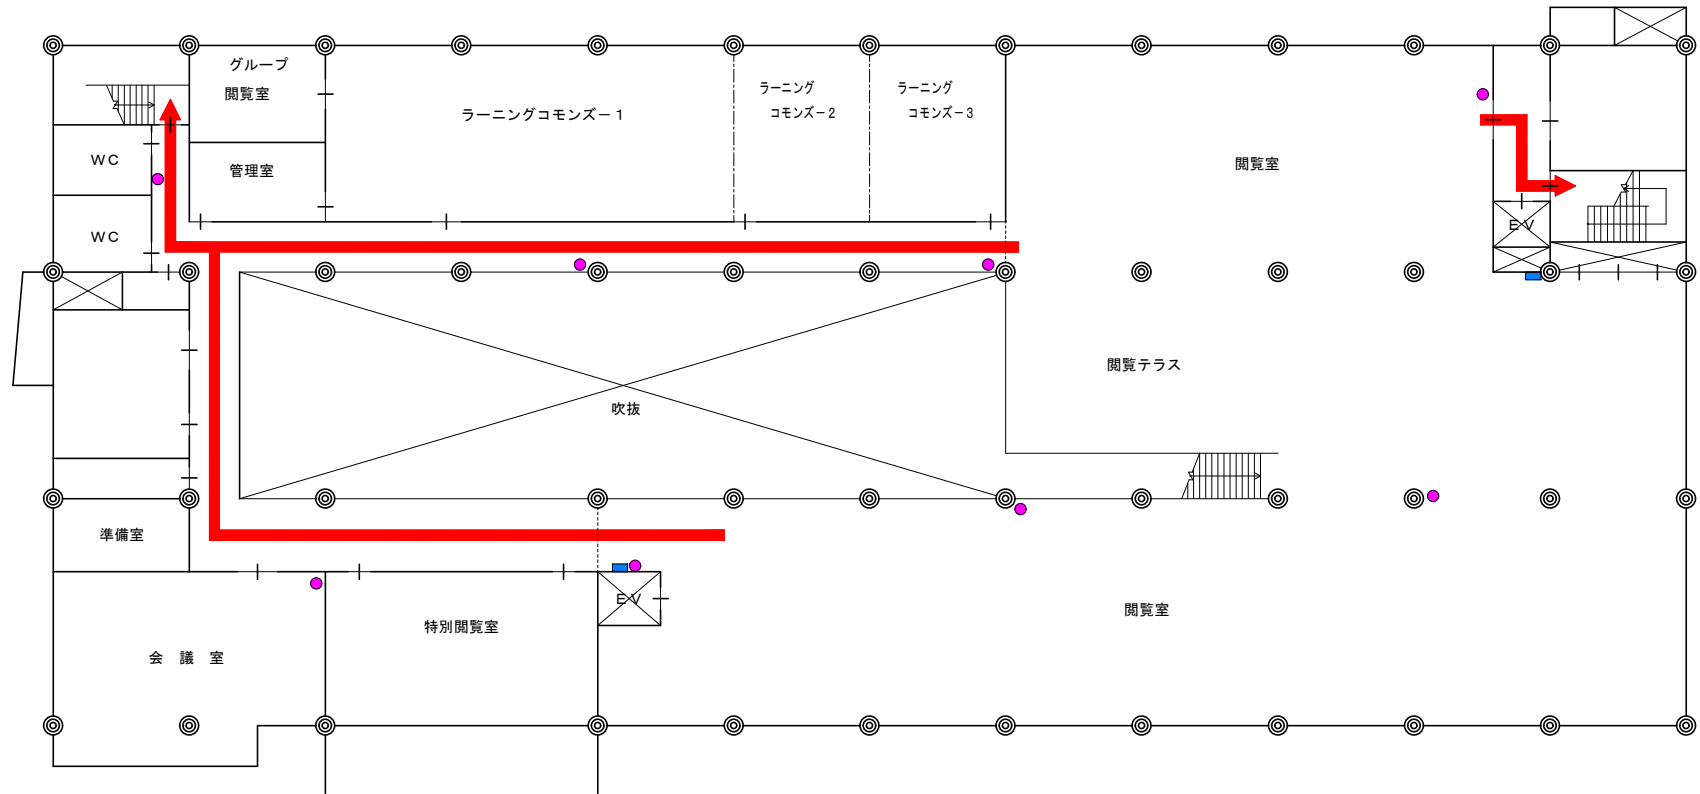 グループ
閲覧室
ラーニングコモンズー１
ラーニング
コモンズー２
ラーニング
コモンズー３
ＷＣ
管理室
閲覧室
ＷＣ
ＥＶ
閲覧テラス
吹抜
準備室
ＥＶ
閲覧室
特別閲覧室
会　議　室